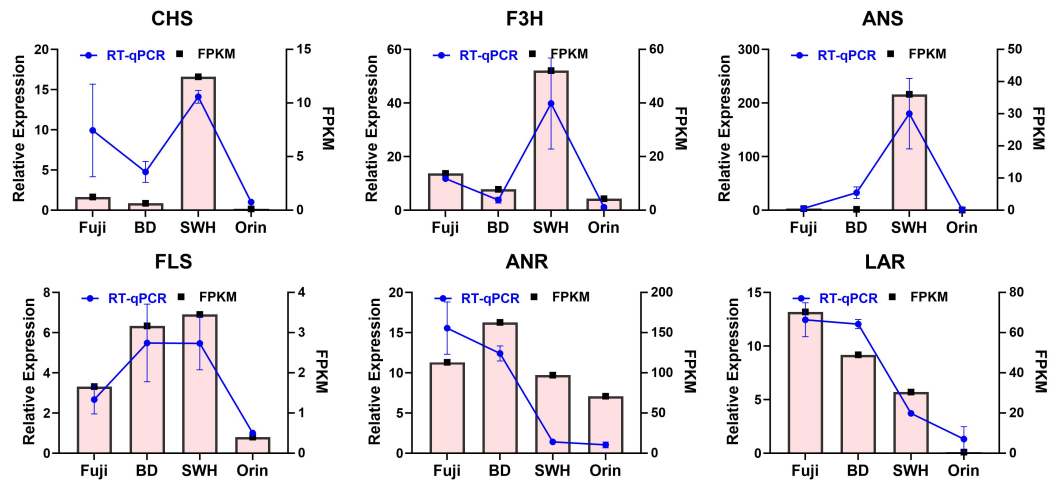 CHS
RT-qPCR FPKM
20 15 10 5 0
Relative Expression
15 10 5 0
FPKM
Fuji BD SWH Orin
F3H
RT-qPCR FPKM
60 40 20 0
Relative Expression
60 40 20 0
FPKM
Fuji BD SWH Orin
ANS
RT-qPCR FPKM
300 200 100 0
Relative Expression
50 40 30 20 10 0
FPKM
Fuji BD SWH Orin
FLS
RT-qPCR FPKM
8 6 4 2 0
Relative Expression
4 3 2 1 0
FPKM
Fuji BD SWH Orin
ANR
RT-qPCR FPKM
20 15 10 5 0
Relative Expression
200 150 100 50 0
FPKM
Fuji BD SWH Orin
LAR
RT-qPCR FPKM
15 10 5 0
Relative Expression
80 60 40 20 0
FPKM
Fuji BD SWH Orin